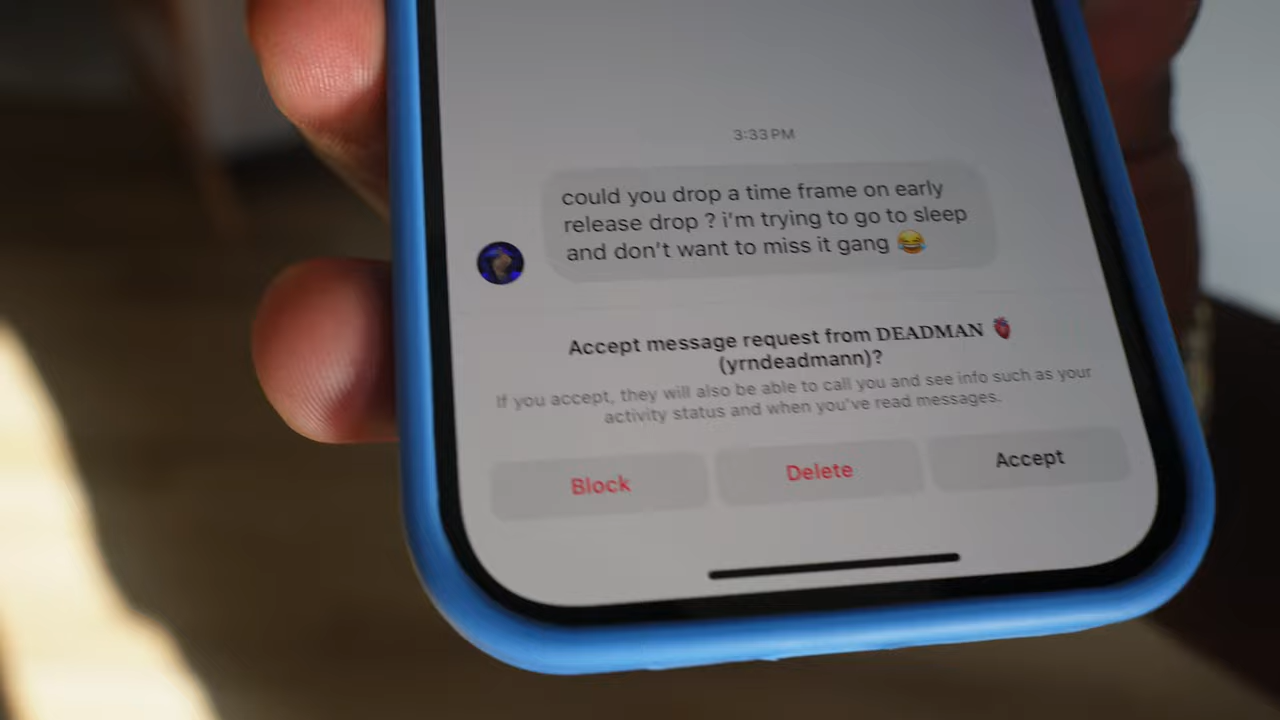 3:33 PM
could you drop a time frame on early
release drop ? i'm trying to go to sleep
and don't want to miss it gang 😂
Accept message request from DEADMAN 🫀
(yrndeadmann)?
If you accept, they will also be able to call you and see info such as your
activity status and when you've read messages.
Block
Delete
Accept